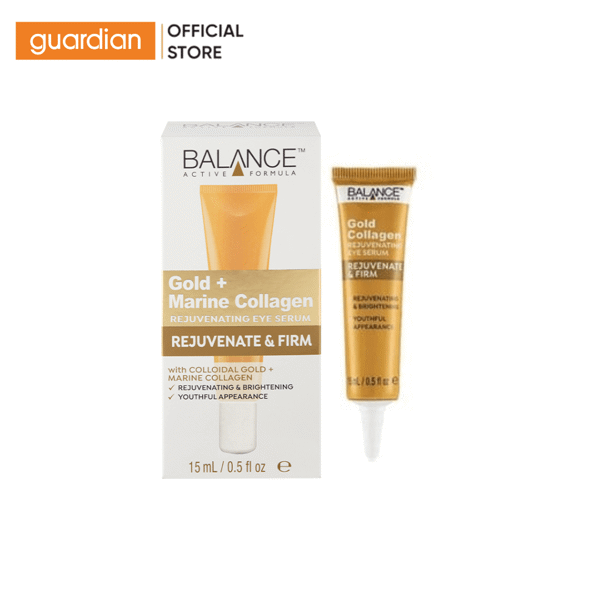 guardian
OFFICIAL
STORE
BALANCE™
ACTIVE FORMULA
Gold +
Marine Collagen
REJUVENATING EYE SERUM
REJUVENATE & FIRM
with COLLOIDAL GOLD +
MARINE COLLAGEN
✓ REJUVENATING & BRIGHTENING
✓ YOUTHFUL APPEARANCE
15 mL / 0.5 fl oz ℮
BALANCE™
ACTIVE FORMULA
Gold
Collagen
REJUVENATING
EYE SERUM
REJUVENATE
& FIRM
REJUVENATING
& BRIGHTENING
YOUTHFUL
APPEARANCE
15 mL / 0.5 fl oz ℮